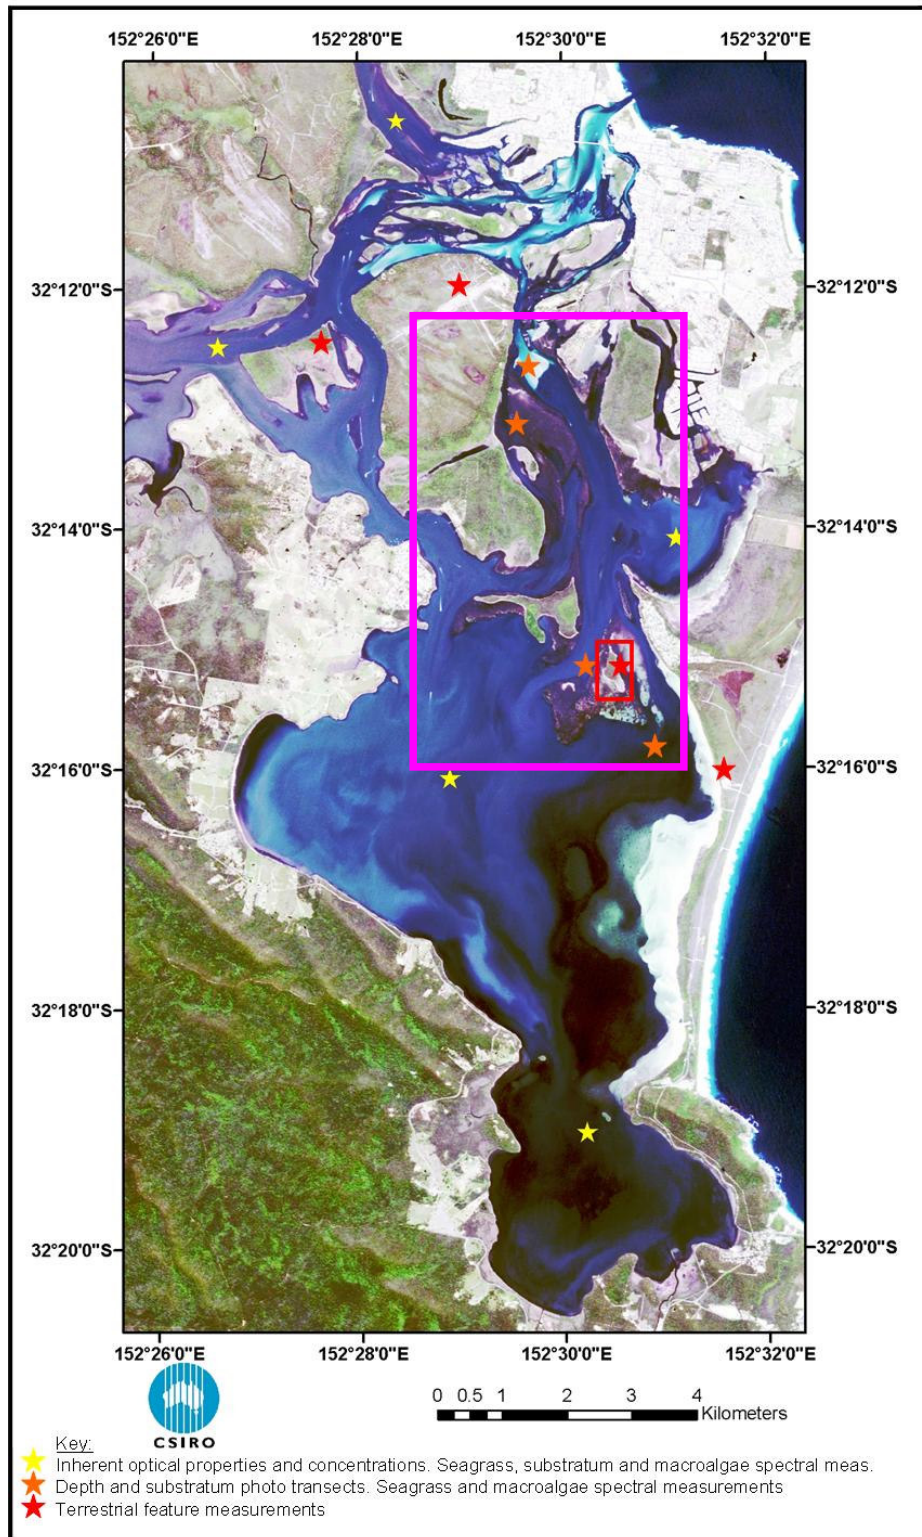 152°26'0"E 152°28'0"E 152°30'0"E 152°32'0"E
32°12'0"S 32°12'0"S
32°14'0"S 32°14'0"S
32°16'0"S 32°16'0"S
32°18'0"S 32°18'0"S
32°20'0"S 32°20'0"S
152°26'0"E 152°28'0"E 152°30'0"E 152°32'0"E
0 0.5 1 2 3 4
Kilometers
CSIRO
Key:
Inherent optical properties and concentrations. Seagrass, substratum and macroalgae spectral meas.
Depth and substratum photo transects. Seagrass and macroalgae spectral measurements
Terrestrial feature measurements